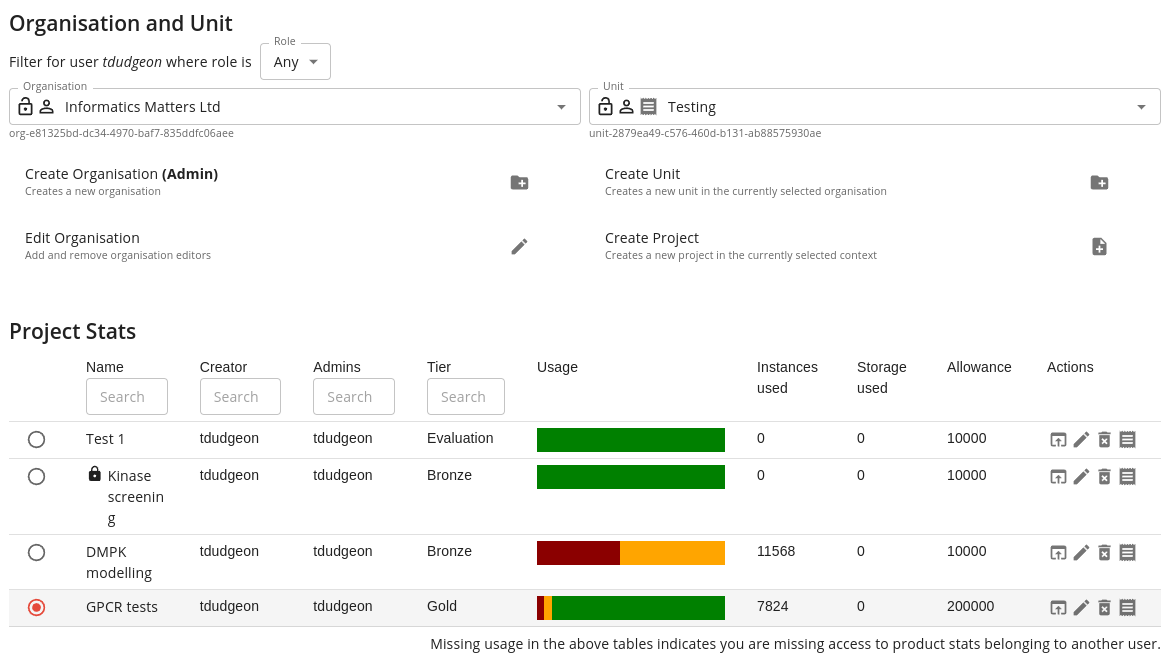 Organisation and Unit
Filter for user tdudgeon where role is
Role
Any
Organisation
Informatics Matters Ltd
org-e81325bd-dc34-4970-baf7-835ddfc06aee
Unit
Testing
unit-2879ea49-c576-460d-b131-ab88575930ae
Create Organisation (Admin)
Creates a new organisation
Create Unit
Creates a new unit in the currently selected organisation
Edit Organisation
Add and remove organisation editors
Create Project
Creates a new project in the currently selected context
Project Stats
Name Creator Admins Tier Usage Instances used Storage used Allowance Actions
Search Search Search Search
Test 1 tdudgeon tdudgeon Evaluation 0 0 10000
Kinase tdudgeon tdudgeon Bronze 0 0 10000
screenin
g
DMPK tdudgeon tdudgeon Bronze 11568 0 10000
modelling
GPCR tests tdudgeon tdudgeon Gold 7824 0 200000
Missing usage in the above tables indicates you are missing access to product stats belonging to another user.